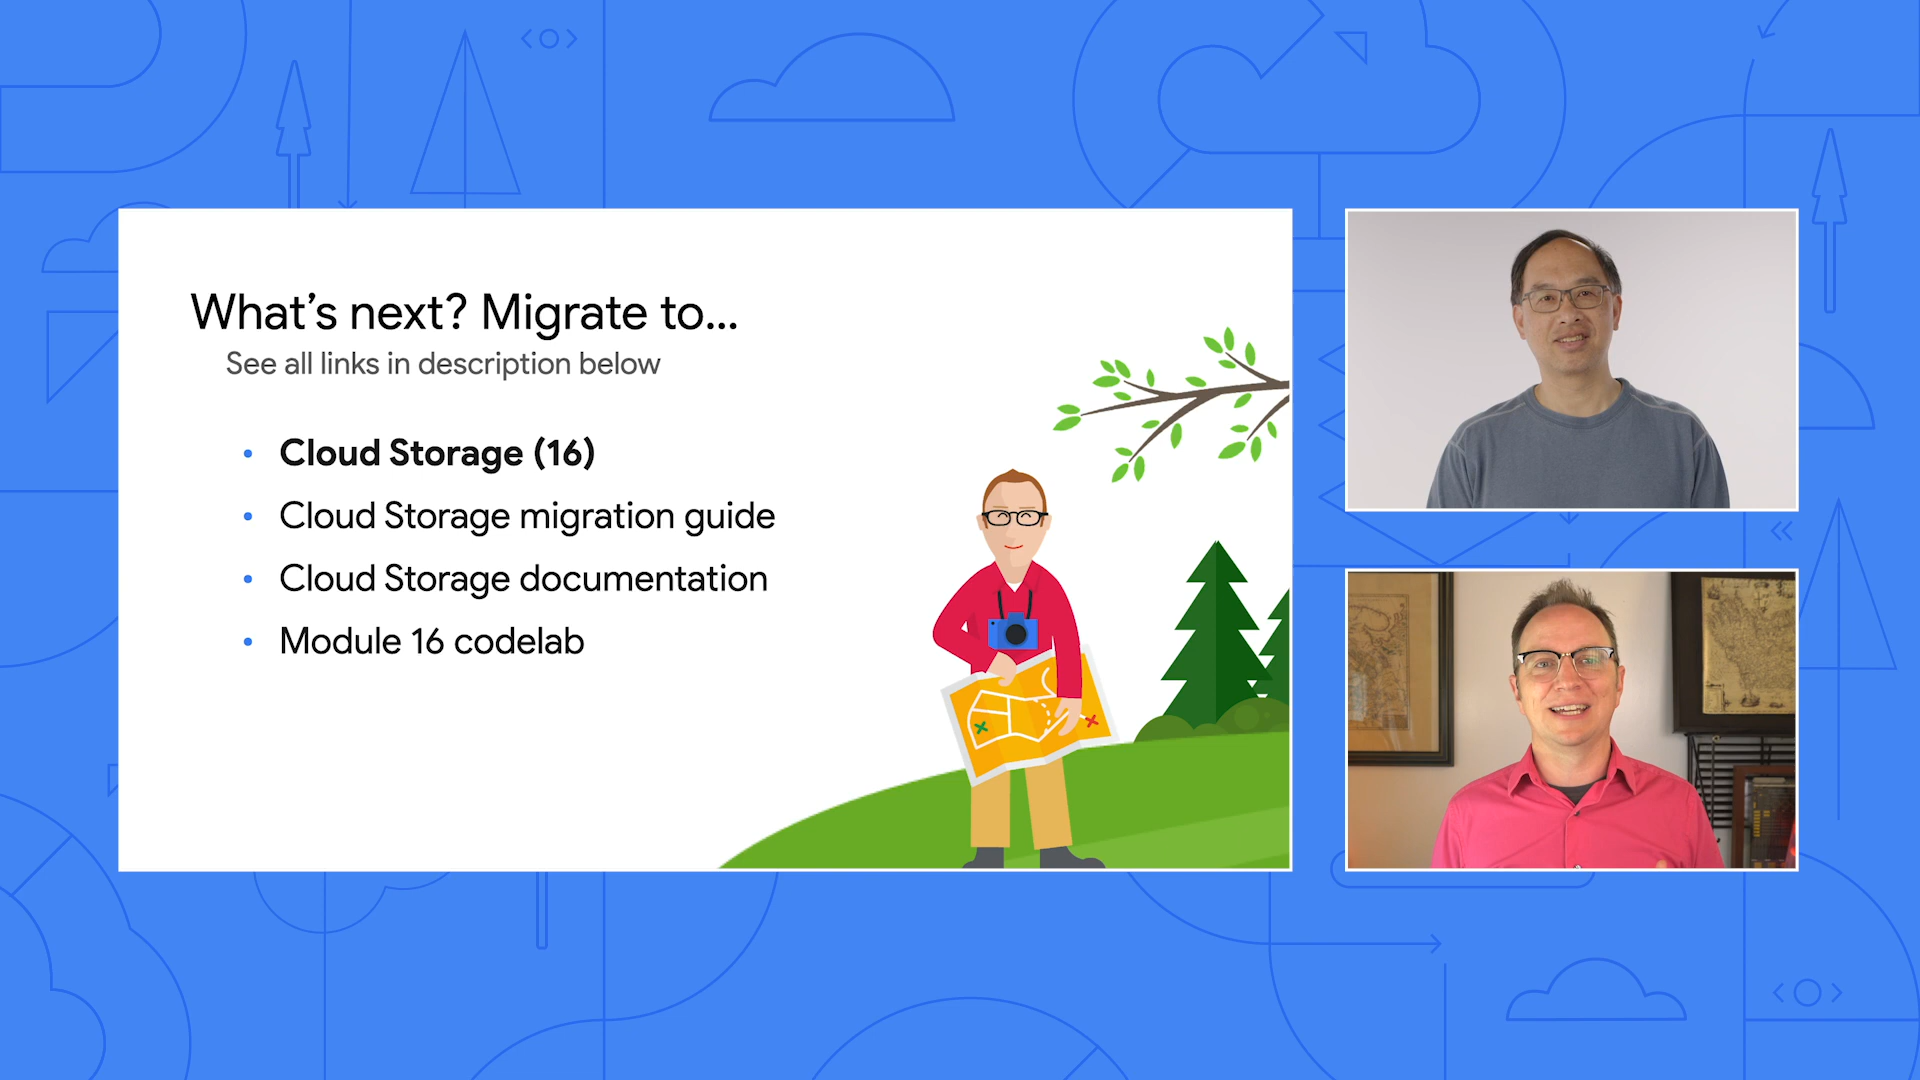 What's next? Migrate to...
See all links in description below
• Cloud Storage (16)
• Cloud Storage migration guide
• Cloud Storage documentation
• Module 16 codelab